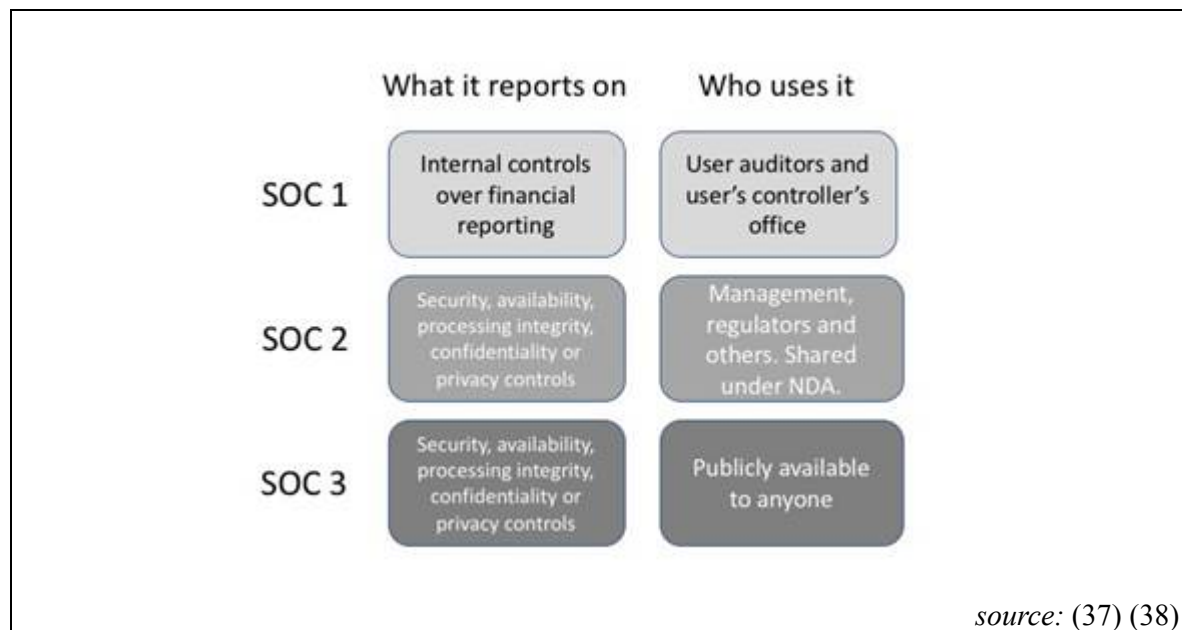 What it reports on
Who uses it
SOC 1
Internal controls
over financial
reporting
User auditors and
user's controller's
office
SOC 2
Security, availability,
processing integrity,
confidentiality or
privacy controls
Management,
regulators and
others. Shared
under NDA.
SOC 3
Security, availability,
processing integrity,
confidentiality or
privacy controls
Publicly available
to anyone
source: (37) (38)